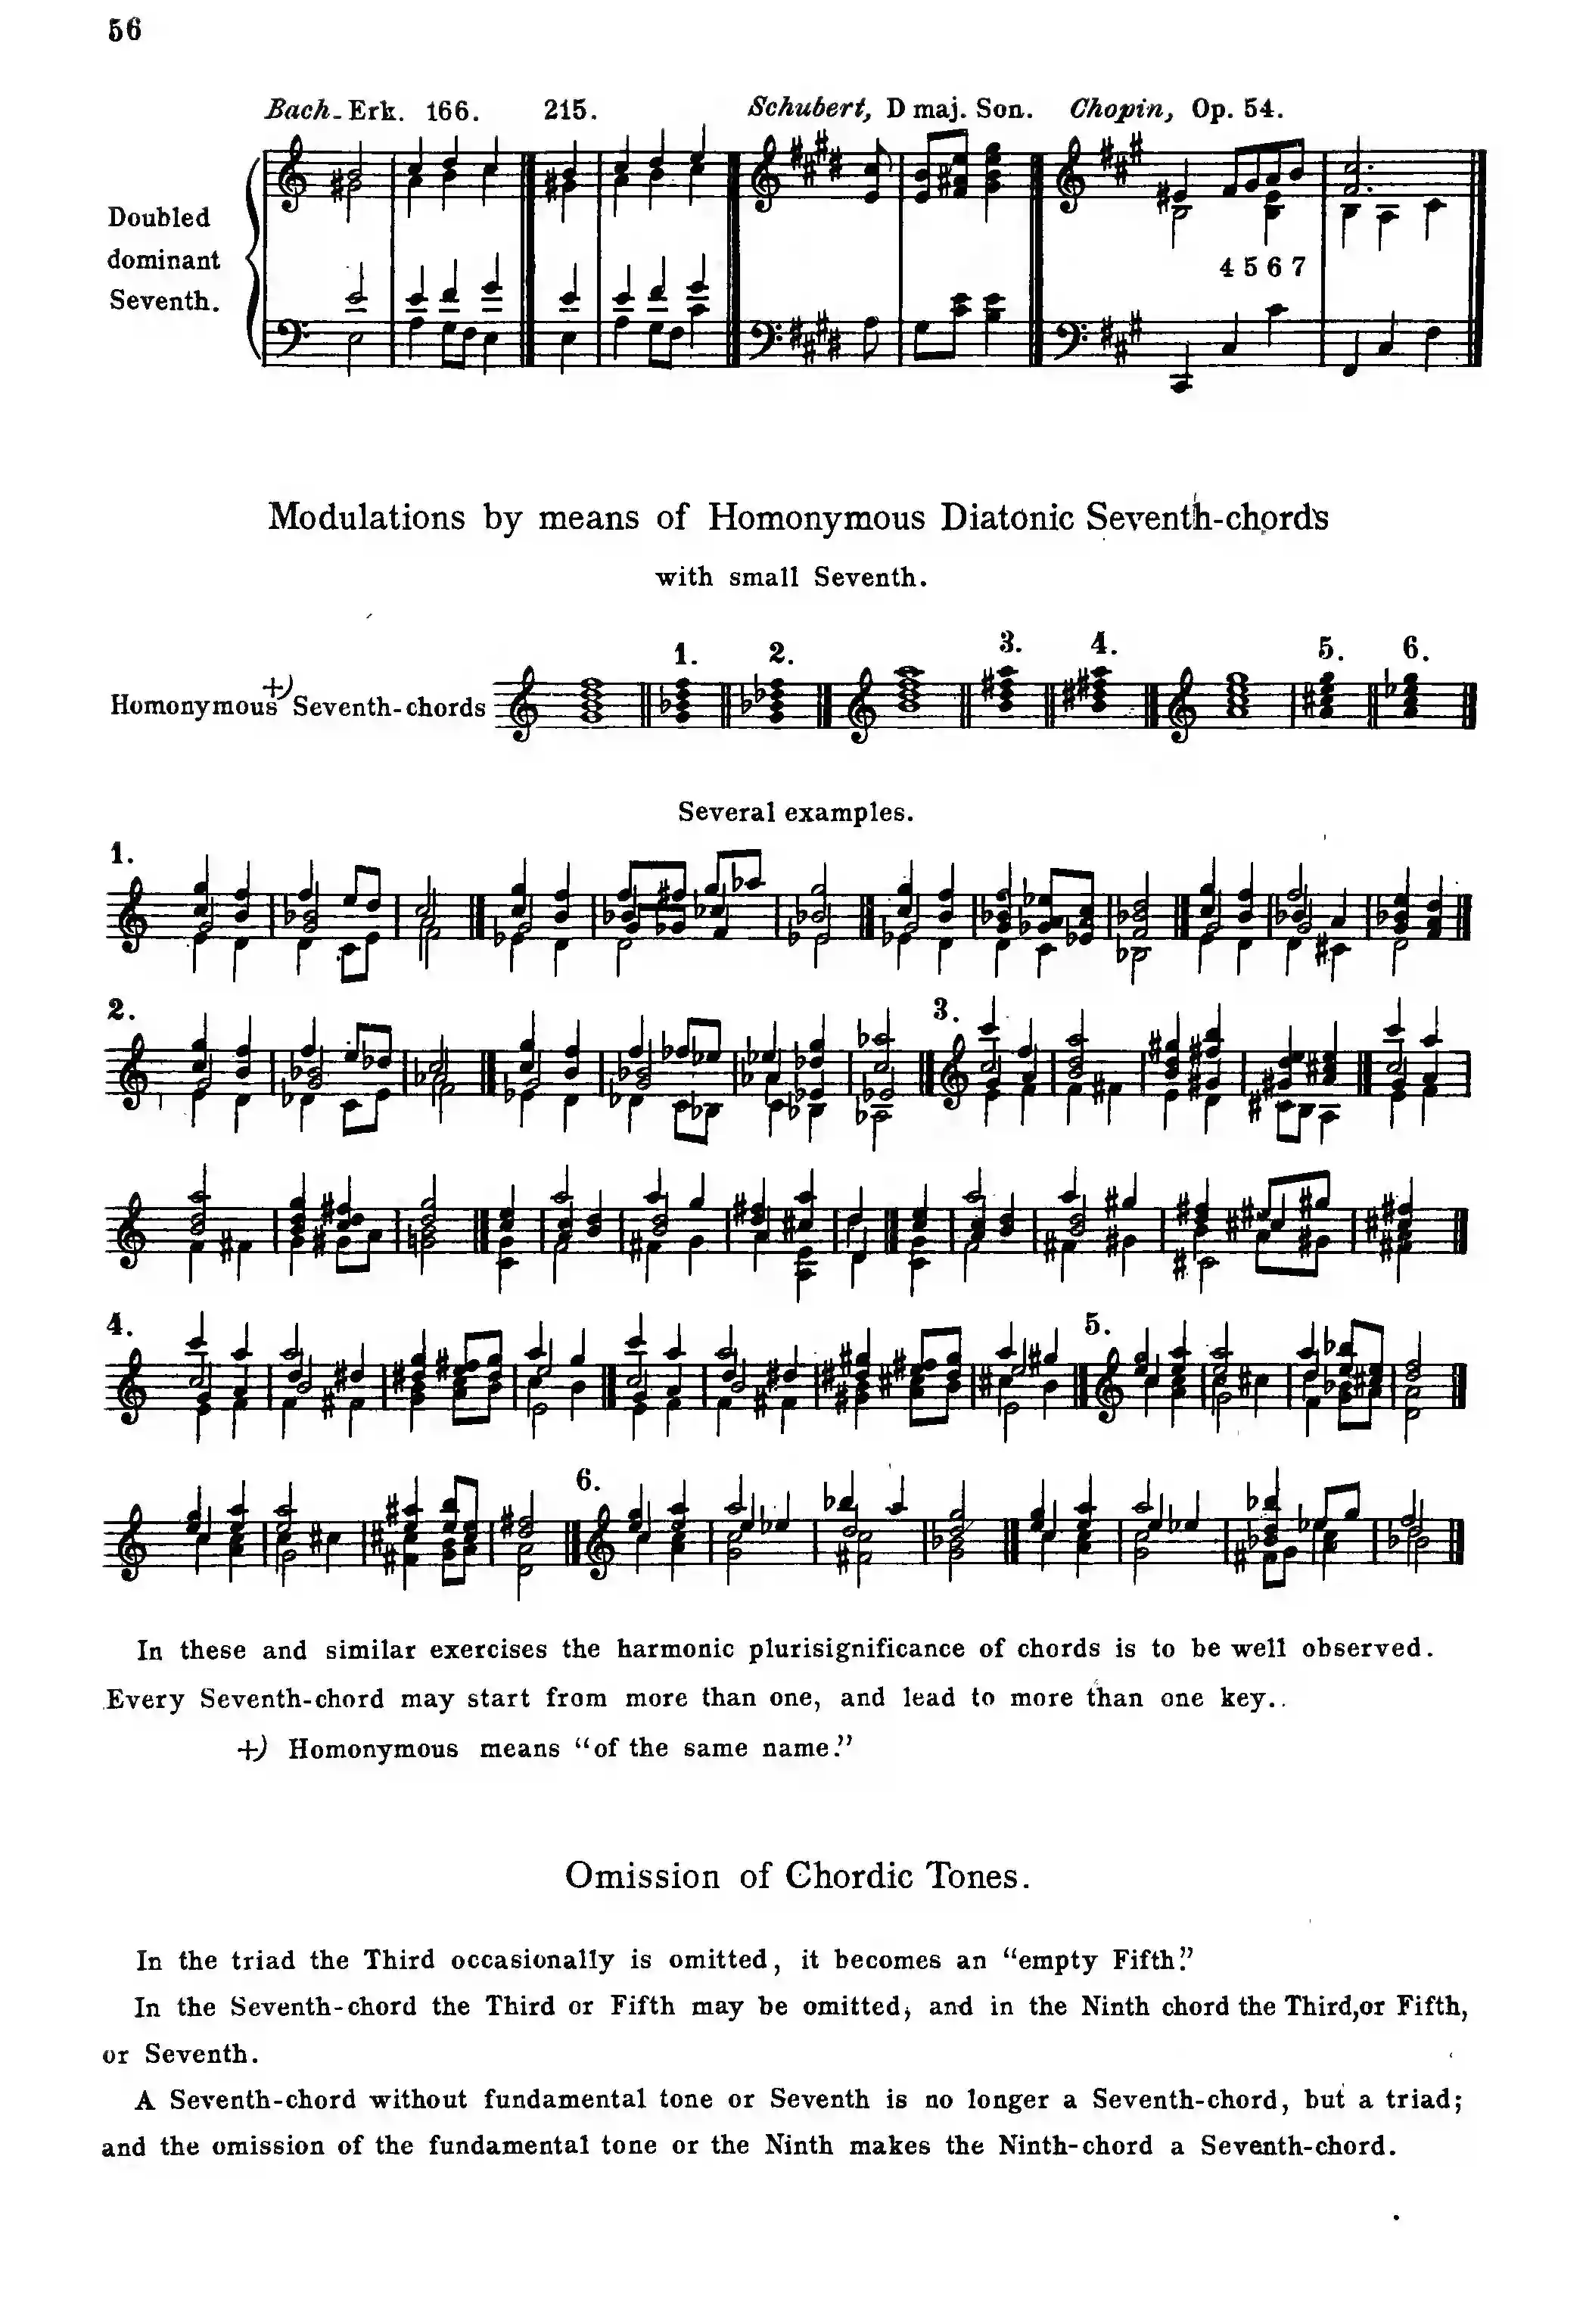 56
Bach- Erk. 166. 215. Schubert, D maj. Son. Chopin, Op. 54.
Doubled
dominant
Seventh.
4 5 6 7
Modulations by means of Homonymous Diatonic Seventh-chords
with small Seventh.
1. 2. 3. 4. 5. 6.
Homonymous +) Seventh-chords
Several examples.
1.
2. 3.
4. 5.
6.
In these and similar exercises the harmonic plurisignificance of chords is to be well observed.
Every Seventh-chord may start from more than one, and lead to more than one key..
+) Homonymous means “of the same name.”
Omission of Chordic Tones.
In the triad the Third occasionally is omitted, it becomes an “empty Fifth.”
In the Seventh-chord the Third or Fifth may be omitted, and in the Ninth chord the Third, or Fifth,
or Seventh.
A Seventh-chord without fundamental tone or Seventh is no longer a Seventh-chord, but a triad;
and the omission of the fundamental tone or the Ninth makes the Ninth-chord a Seventh-chord.